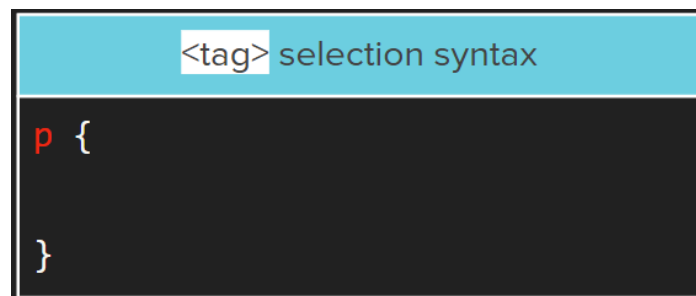 <tag> selection syntax
p {
}